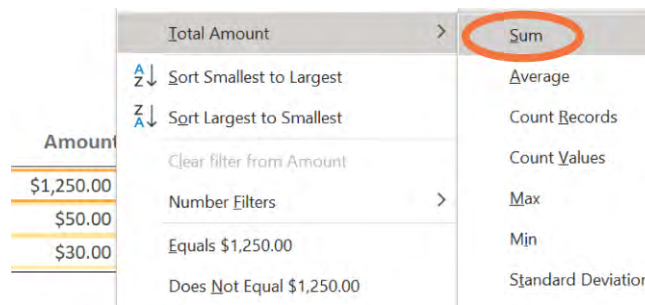 Total Amount > Sum
Sort Smallest to Largest Average
Sort Largest to Smallest Count Records
Amount Clear filter from Amount Count Values
$1,250.00 Number Filters > Max
$50.00 Equals $1,250.00 Min
$30.00 Does Not Equal $1,250.00 Standard Deviation